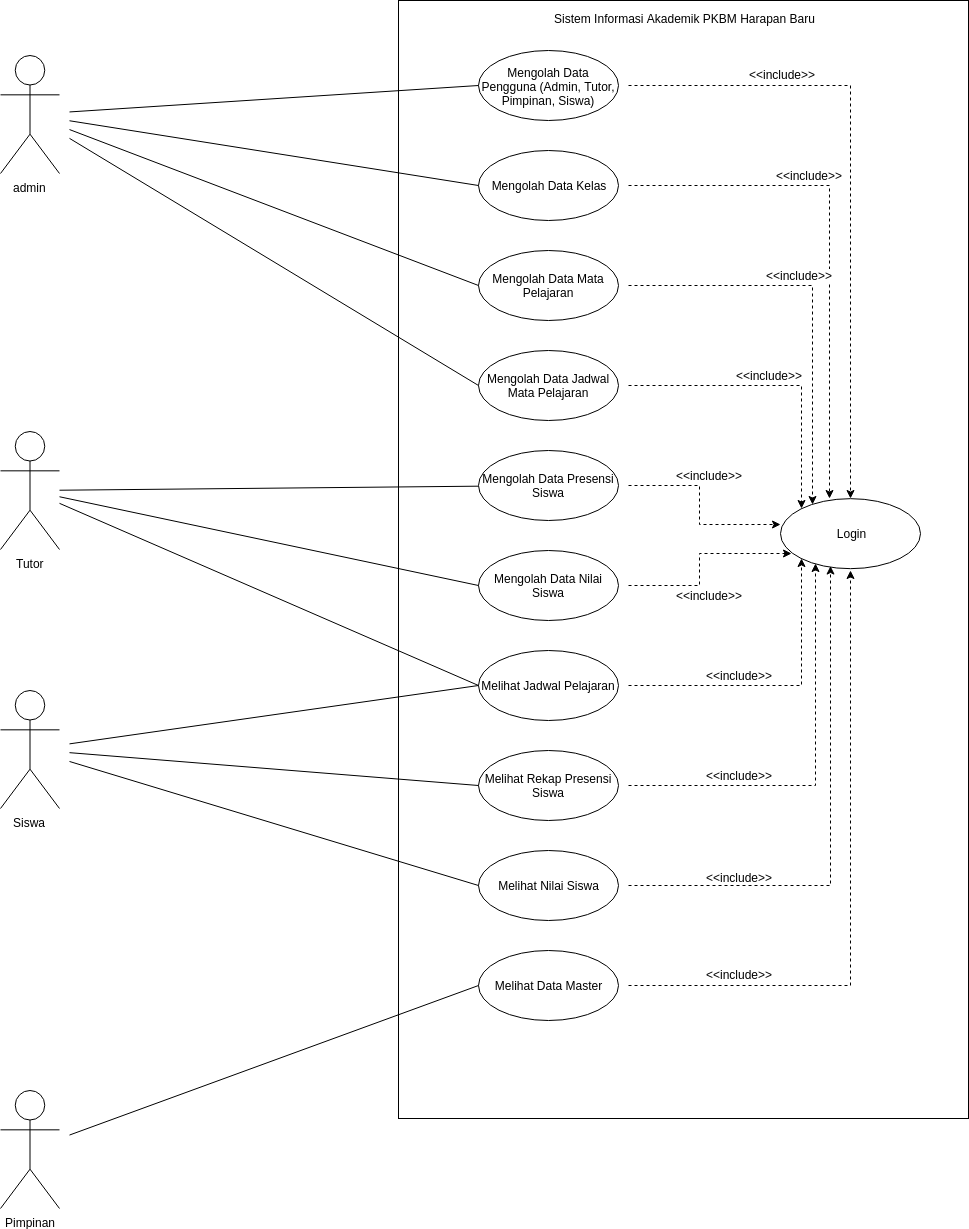 Sistem Informasi Akademik PKBM Harapan Baru
Mengolah Data
Pengguna (Admin, Tutor,
Pimpinan, Siswa)
<<include>>
admin
Mengolah Data Kelas
<<include>>
Mengolah Data Mata
Pelajaran
<<include>>
Mengolah Data Jadwal
Mata Pelajaran
<<include>>
Mengolah Data Presensi
Siswa
<<include>>
Tutor
Login
Mengolah Data Nilai
Siswa
<<include>>
Melihat Jadwal Pelajaran
<<include>>
Siswa
Melihat Rekap Presensi
Siswa
<<include>>
Melihat Nilai Siswa
<<include>>
Melihat Data Master
<<include>>
Pimpinan